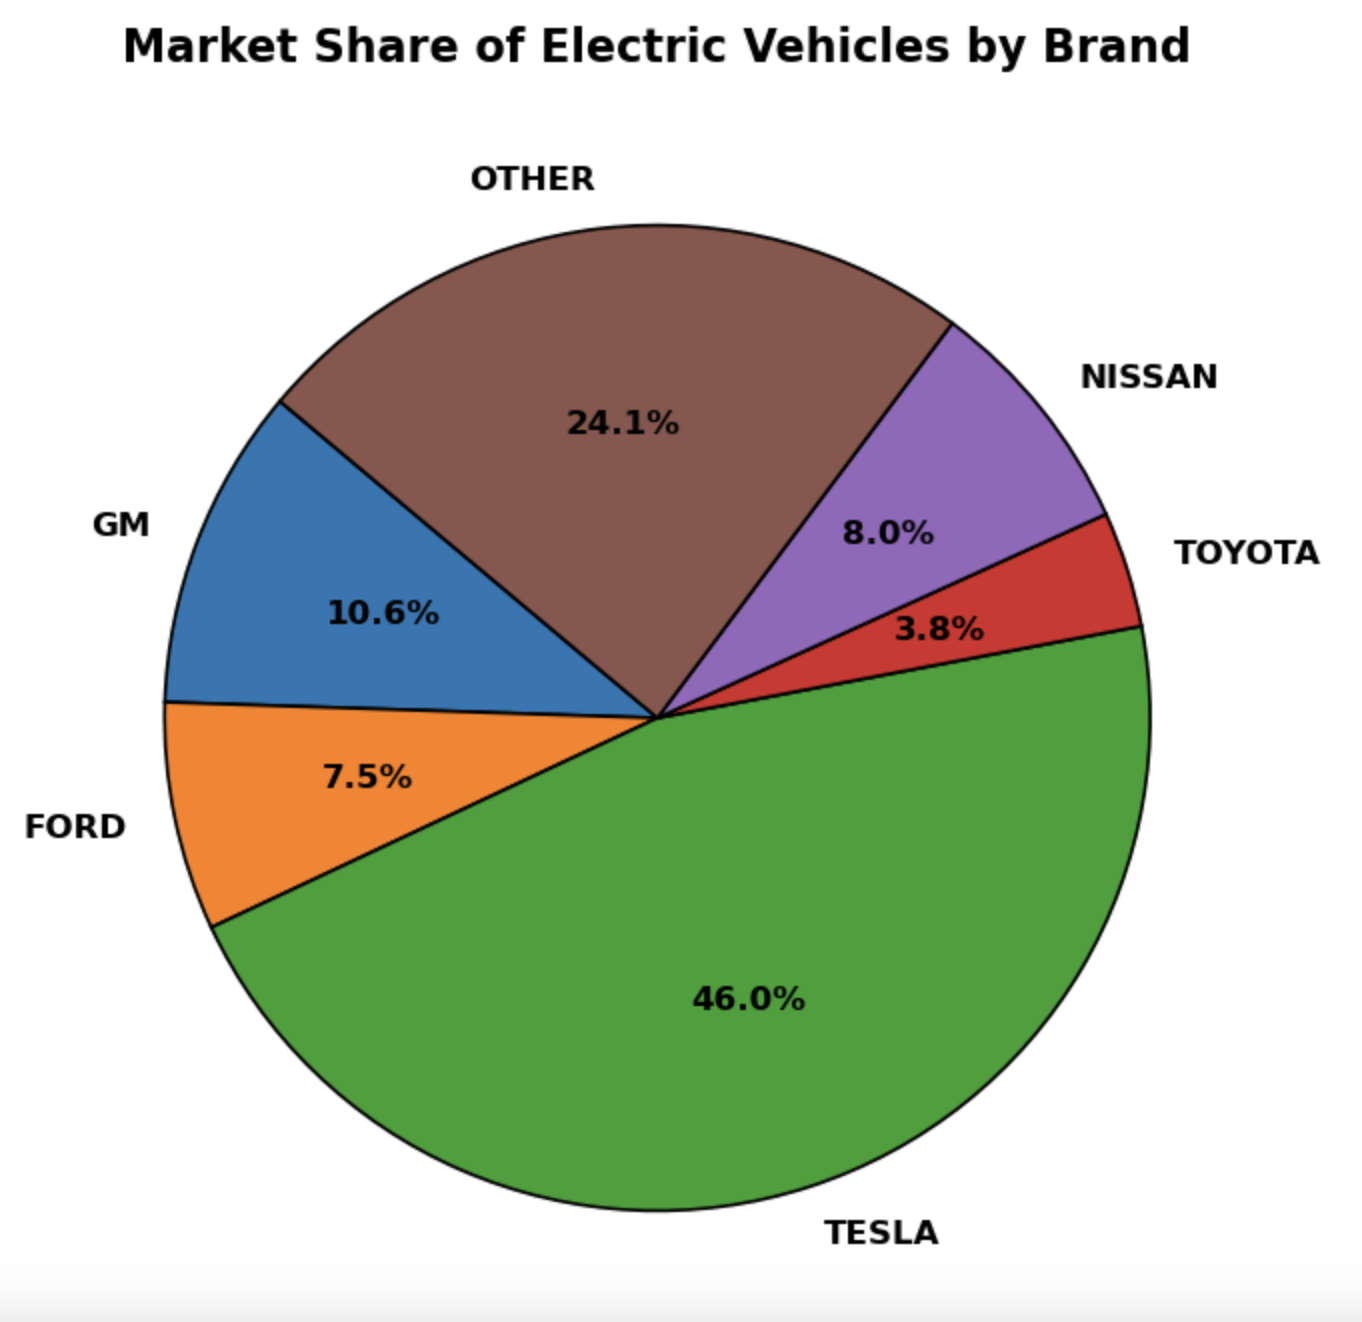 Market Share of Electric Vehicles by Brand
OTHER
NISSAN
24.1%
GM
8.0%
TOYOTA
10.6%
3.8%
7.5%
FORD
46.0%
TESLA